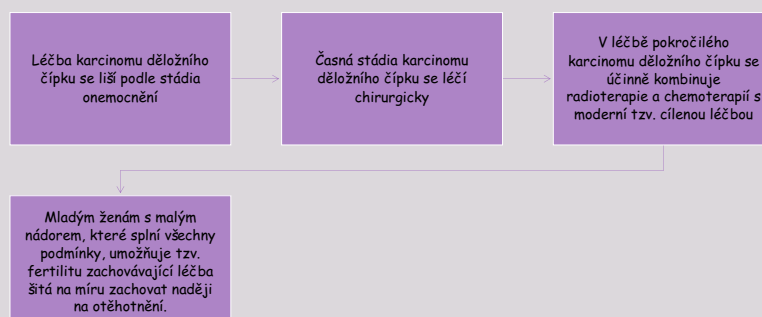 Léčba karcinomu děložního
čípku se liší podle stádia
onemocnění
Časná stádia karcinomu
děložního čípku se léčí
chirurgicky
V léčbě pokročilého
karcinomu děložního čípku se
účinně kombinuje
radioterapie a chemoterapií s
moderní tzv. cílenou léčbou
Mladým ženám s malým
nádorem, které splní všechny
podmínky, umožňuje tzv.
fertilitu zachovávající léčba
šitá na míru zachovat naději
na otěhotnění.